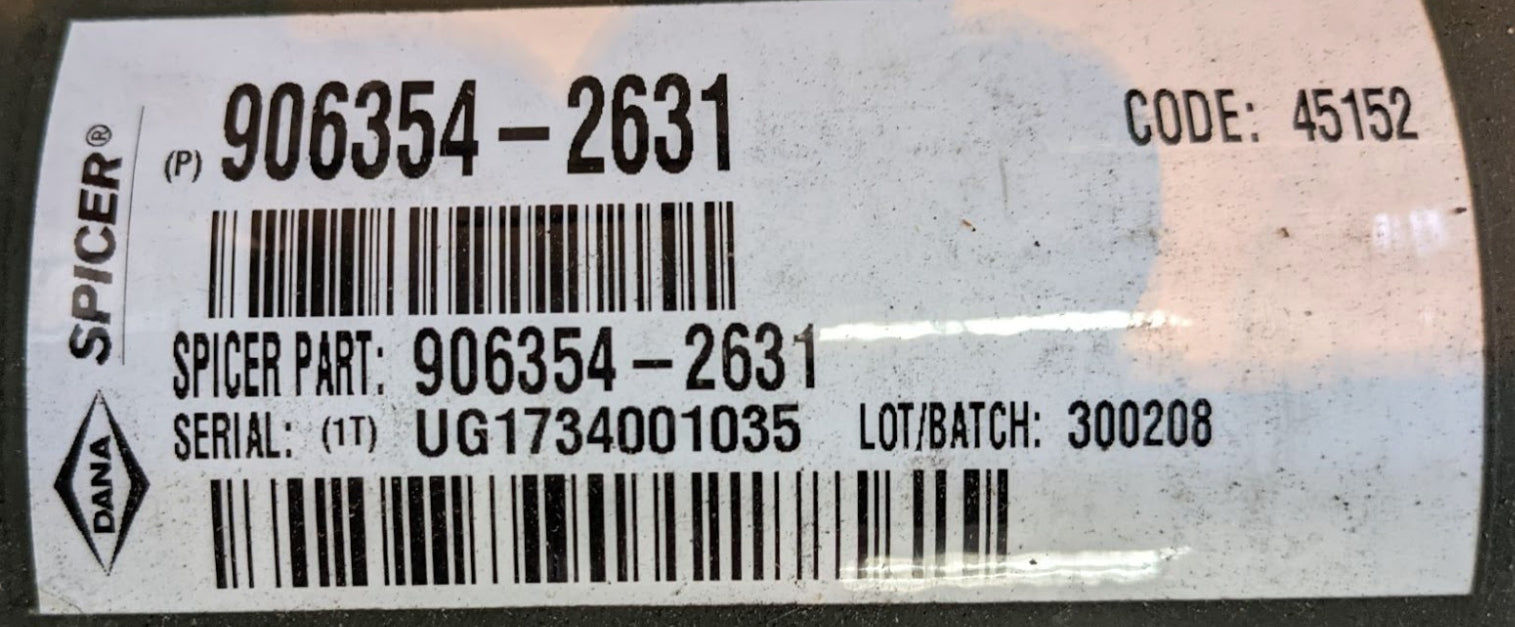 SPICER®
DANA
(P) 906354-2631
CODE: 45152
SPICER PART: 906354-2631
SERIAL: (1T) UG1734001035 LOT/BATCH: 300208